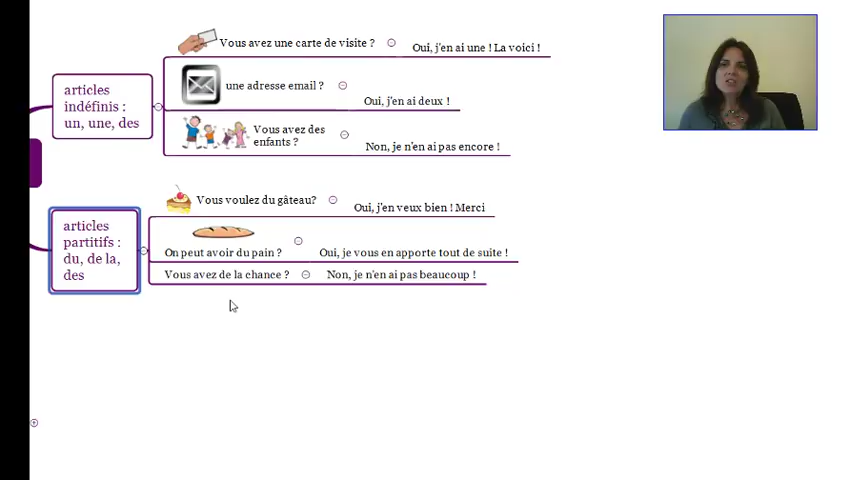 Vous avez une carte de visite ?
Oui, j'en ai une ! La voici !
une adresse email ?
Oui, j'en ai deux !
articles
indéfinis :
un, une, des
Vous avez des
enfants ?
Non, je n'en ai pas encore !
Vous voulez du gâteau?
Oui, j'en veux bien ! Merci
articles
partitifs :
du, de la,
des
On peut avoir du pain ?
Oui, je vous en apporte tout de suite !
Vous avez de la chance ?
Non, je n'en ai pas beaucoup !